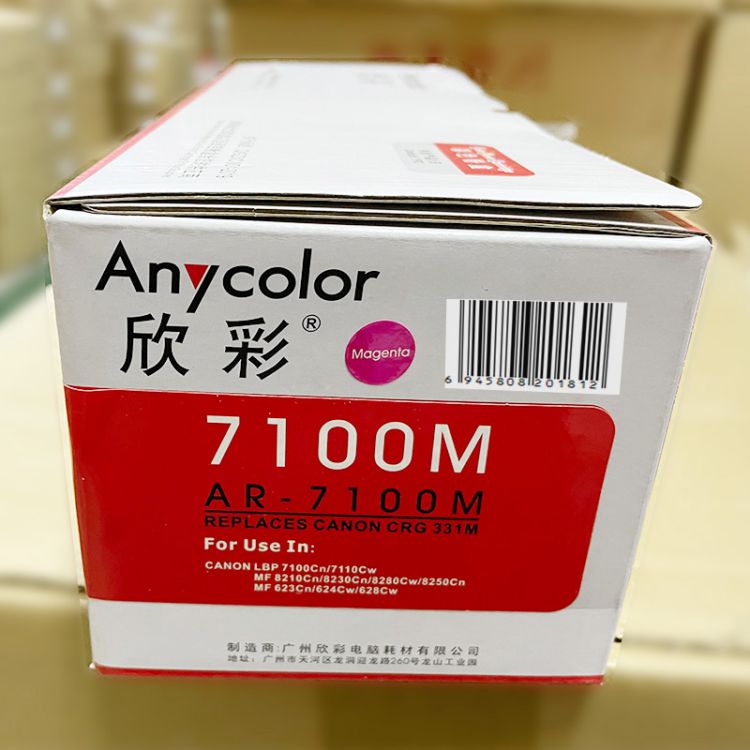 Anycolor
欣彩®
Magenta
6 945808 201812
7100M
AR-7100M
REPLACES CANON CRG 331M
For Use In:
CANON LBP 7100Cn/7110Cw
MF 8210Cn/8230Cn/8280Cw/8250Cn
MF 623Cn/624Cw/628Cw
制造商:广州欣彩电脑耗材有限公司
地址: 广州市天河区龙洞迎龙路260号龙山工业园